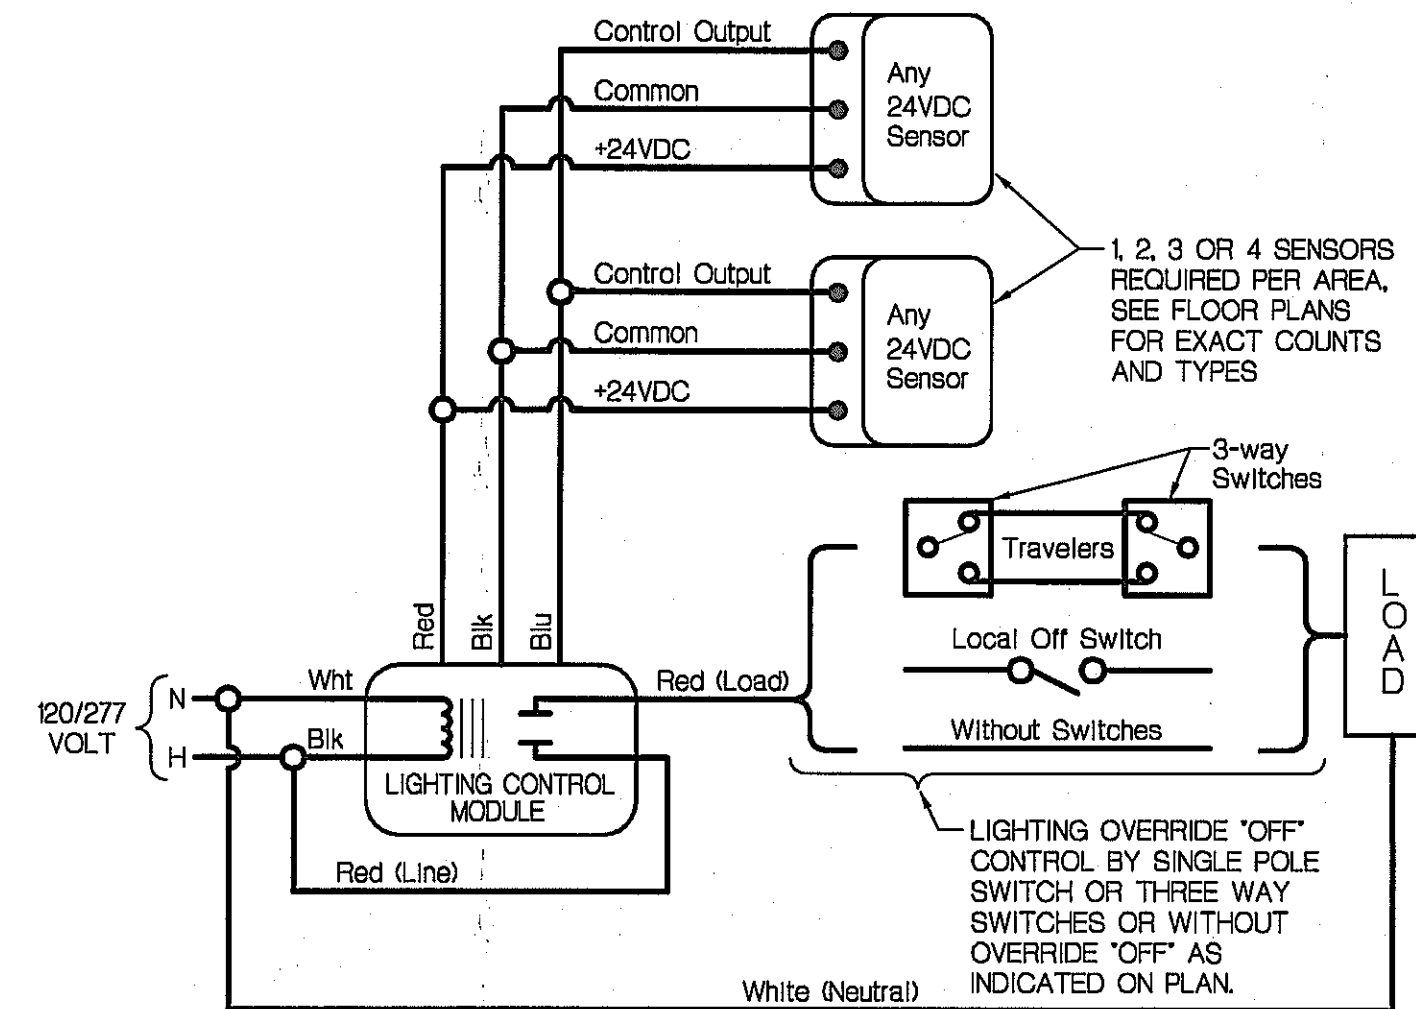 Control Output
Common
+24VDC
Any
24VDC
Sensor
Control Output
Common
+24VDC
Any
24VDC
Sensor
1, 2, 3 OR 4 SENSORS
REQUIRED PER AREA,
SEE FLOOR PLANS
FOR EXACT COUNTS
AND TYPES
3-way
Switches
Travelers
Local Off Switch
Without Switches
LOAD
Red
Blk
Blu
120/277
VOLT
N
H
Wht
Blk
Red (Load)
LIGHTING CONTROL
MODULE
Red (Line)
LIGHTING OVERRIDE "OFF"
CONTROL BY SINGLE POLE
SWITCH OR THREE WAY
SWITCHES OR WITHOUT
OVERRIDE "OFF" AS
INDICATED ON PLAN.
White (Neutral)